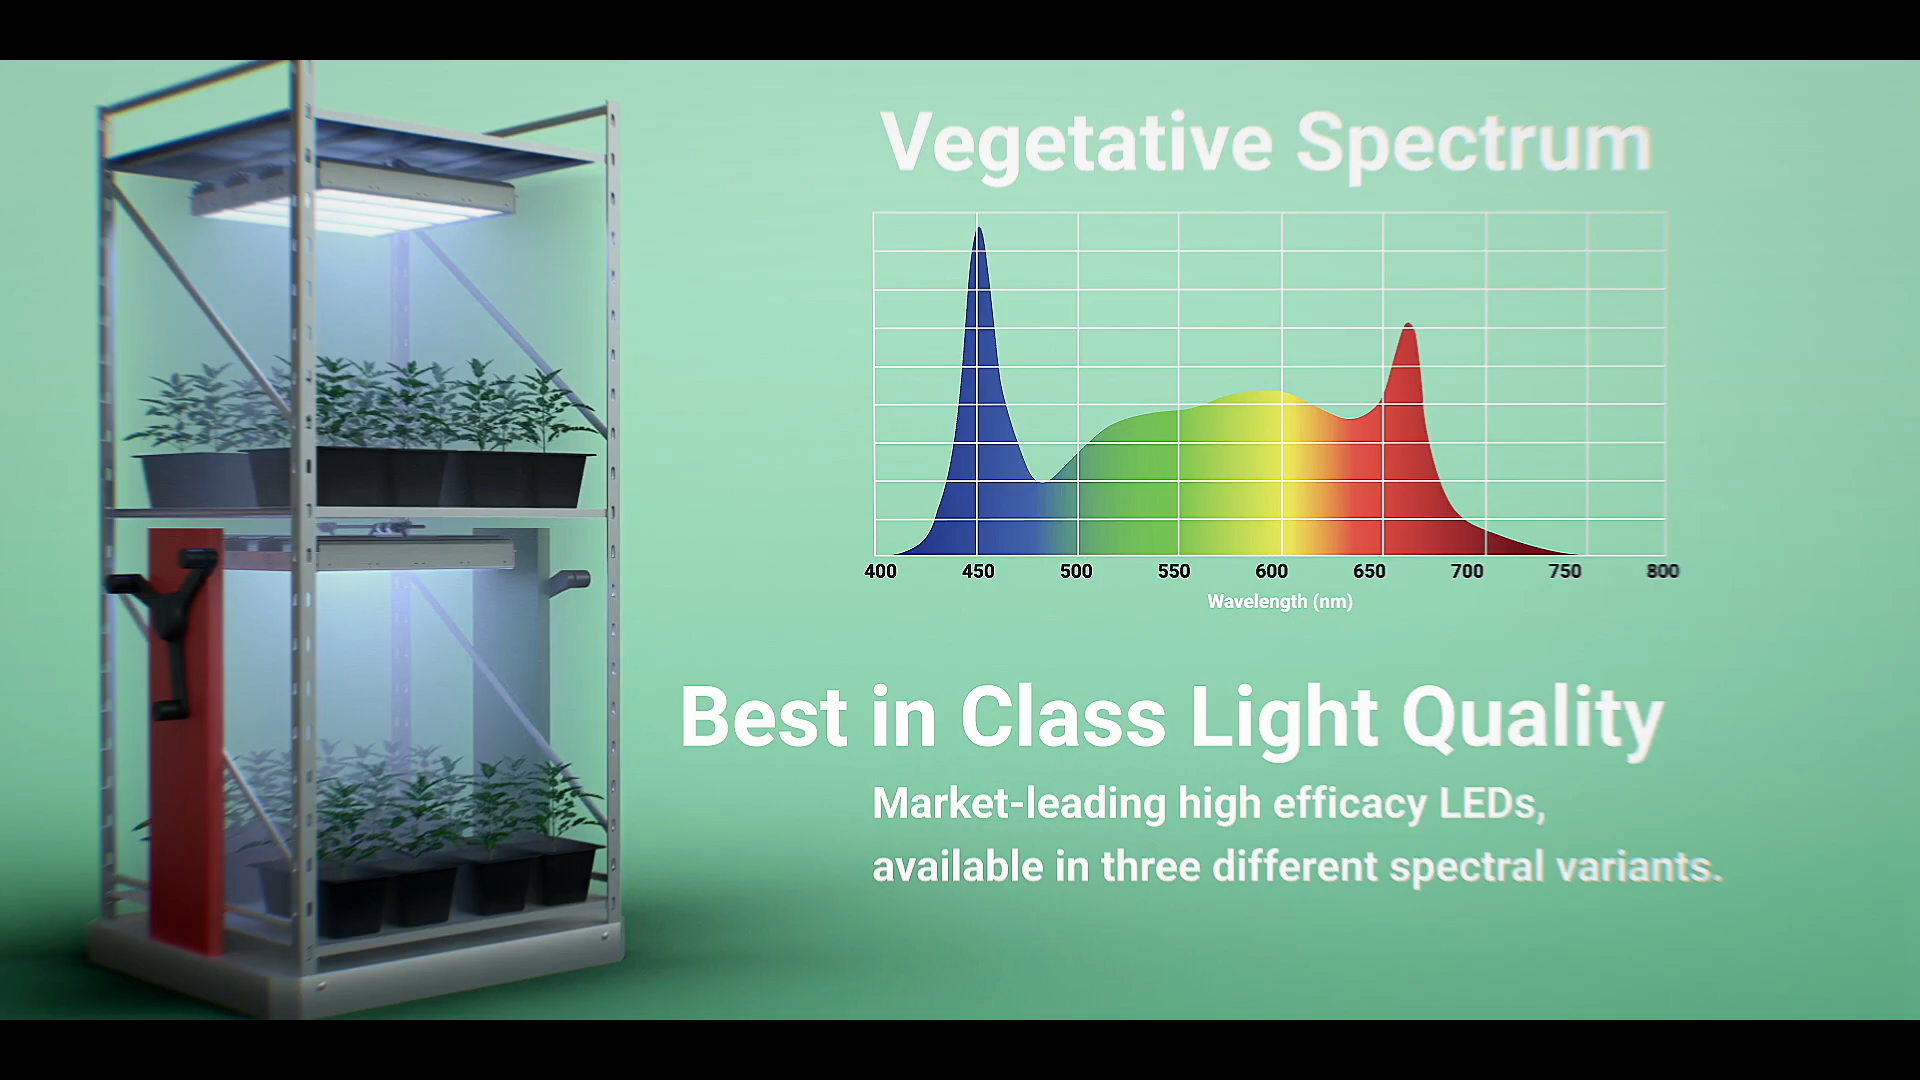 Vegetative Spectrum
400 450 500 550 600 650 700 750 800
Wavelength (nm)
Best in Class Light Quality
Market-leading high efficacy LEDs,
available in three different spectral variants.